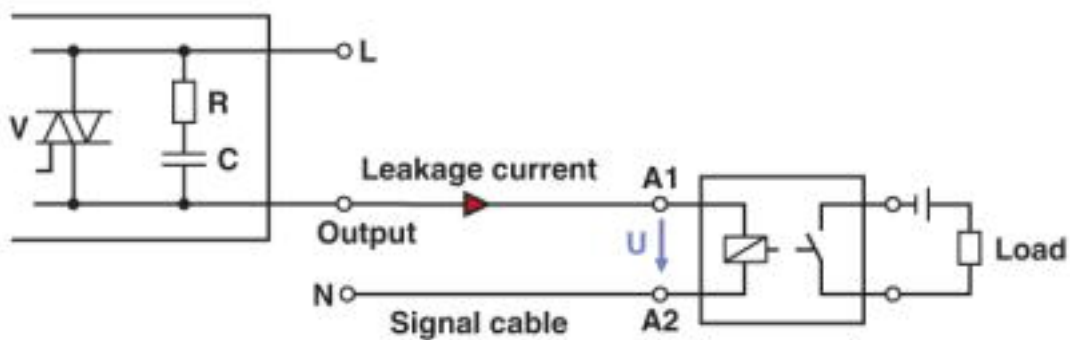 L
R
V
C
Leakage current
A1
Output
U
Load
N
Signal cable
A2